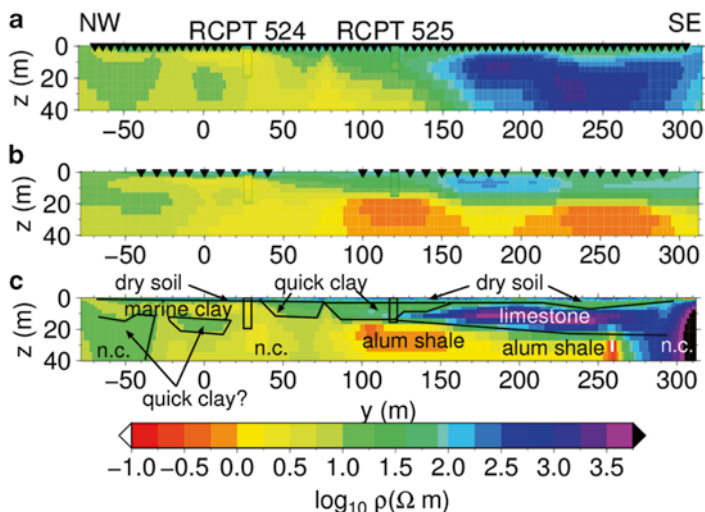 a NW RCPT 524 RCPT 525 SE
z (m) 0 20 40
−50 0 50 100 150 200 250 300
b
z (m) 0 20 40
−50 0 50 100 150 200 250 300
c dry soil quick clay dry soil
z (m) 0 20 40
marine clay limestone
n.c. n.c. alum shale alum shale n.c.
−50 0 50 100 150 200 250 300
quick clay?
y (m)
−1.0 −0.5 0.0 0.5 1.0 1.5 2.0 2.5 3.0 3.5
log10 ρ(Ω m)